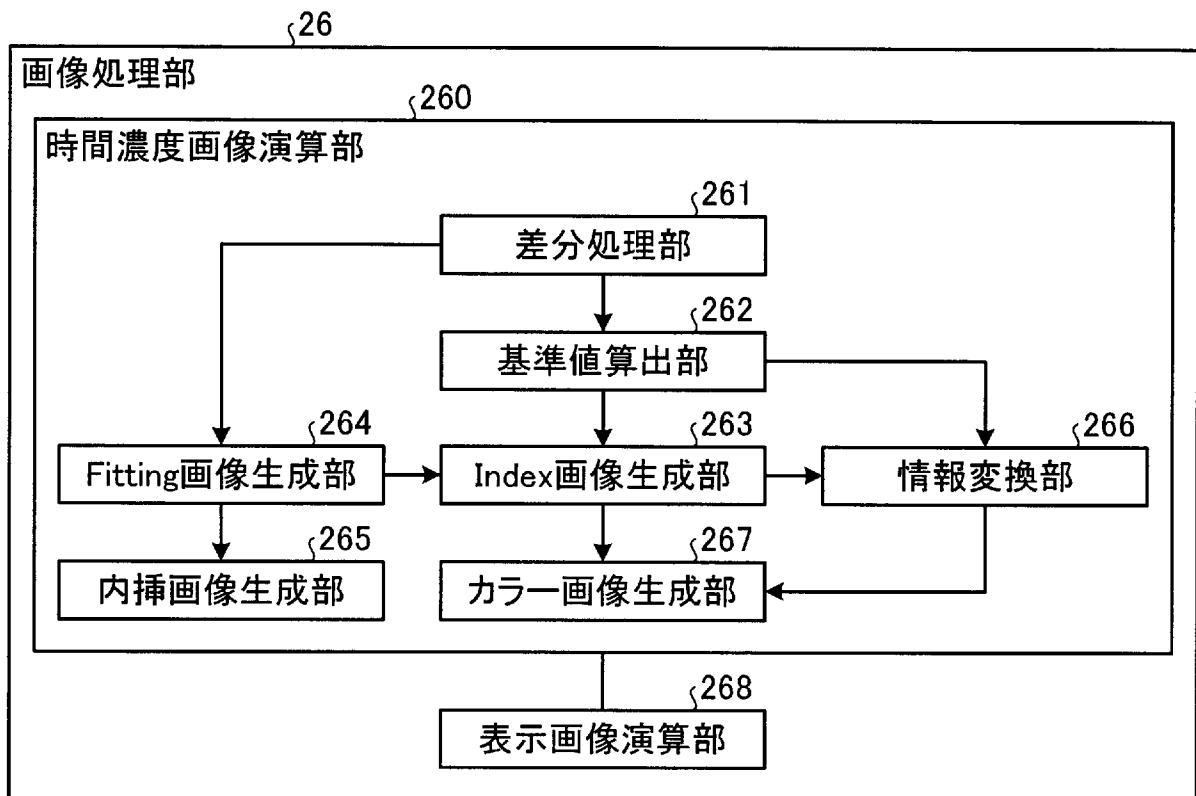 26
画像処理部
260
時間濃度画像演算部
261
差分処理部
262
基準値算出部
264
Fitting画像生成部
263
Index画像生成部
266
情報変換部
265
内挿画像生成部
267
カラー画像生成部
268
表示画像演算部